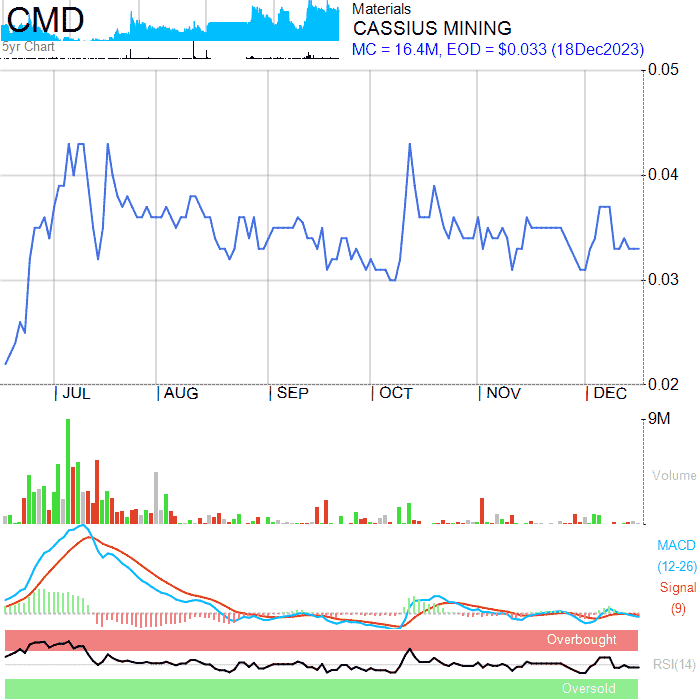 CMD
5yr Chart
Materials
CASSIUS MINING
MC = 16.4M, EOD = $0.033 (18Dec2023)
0.05
0.04
0.03
0.02
JUL AUG SEP OCT NOV DEC
9M
Volume
MACD
(12-26)
Signal
(9)
Overbought
RSI(14)
Oversold